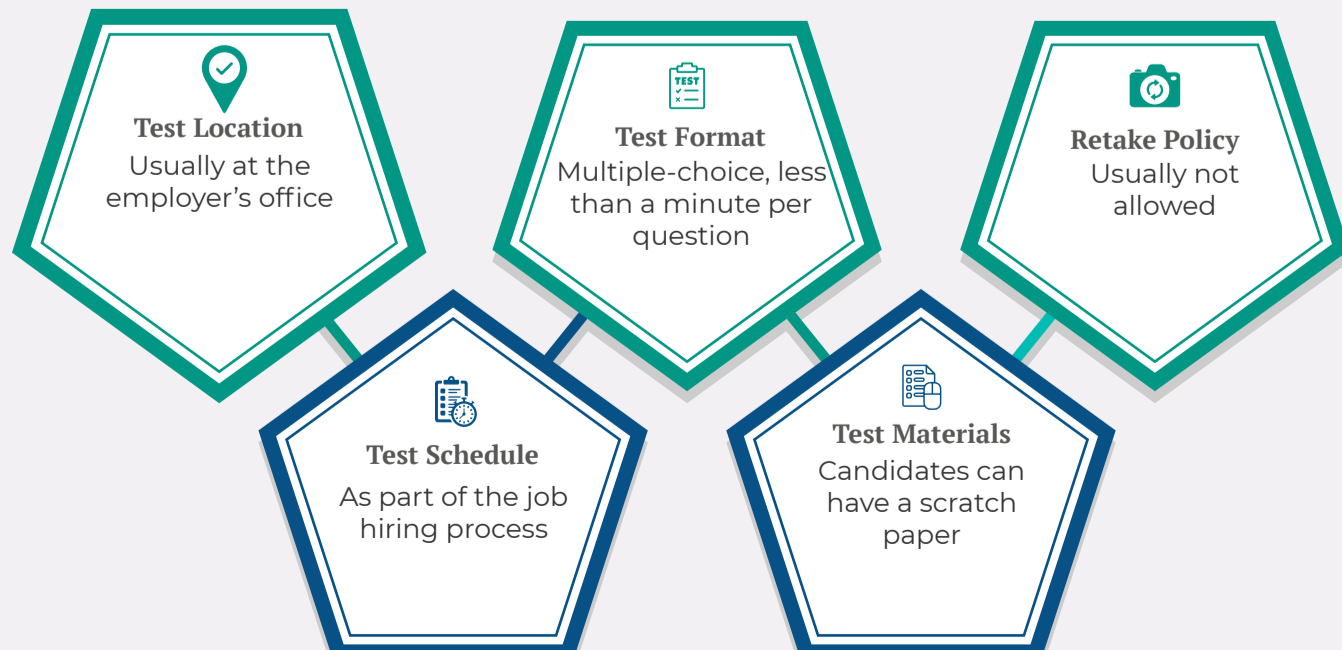 Test Location
Usually at the
employer’s office
TEST
Test Format
Multiple-choice, less
than a minute per
question
Retake Policy
Usually not
allowed
Test Schedule
As part of the job
hiring process
Test Materials
Candidates can
have a scratch
paper